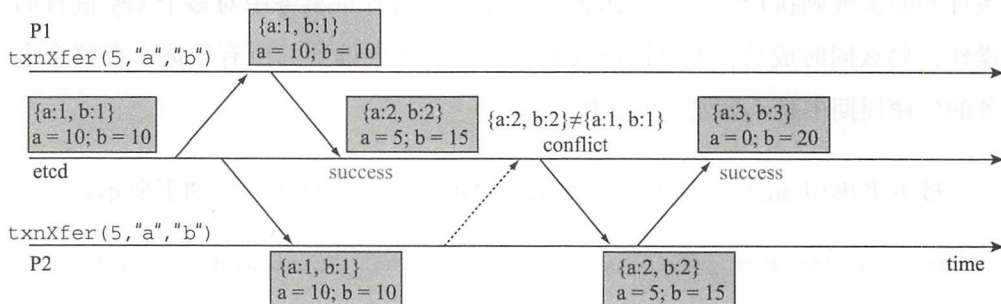 P1
{a:1, b:1}
a = 10; b = 10
txnXfer(5,"a","b")
{a:1, b:1}
a = 10; b = 10
{a:2, b:2}
a = 5; b = 15
{a:2, b:2}≠{a:1, b:1}
conflict
{a:3, b:3}
a = 0; b = 20
etcd
success
success
txnXfer(5,"a","b")
P2
{a:1, b:1}
a = 10; b = 10
{a:2, b:2}
a = 5; b = 15
time